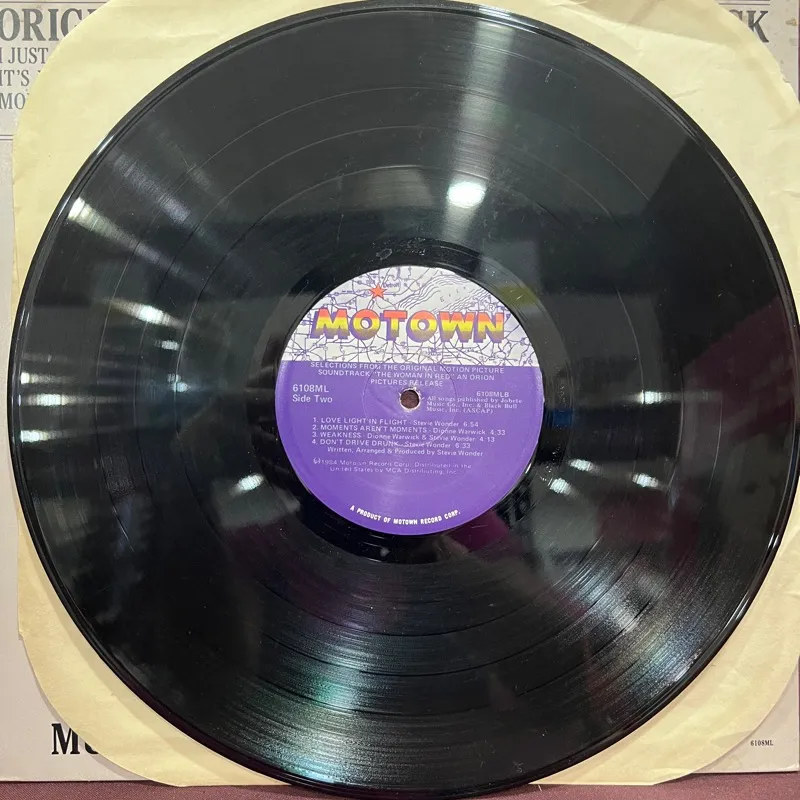 ORIG
K
I JUST
IT'S
MO
Detroit
MOTOWN
SELECTIONS FROM THE ORIGINAL MOTION PICTURE
SOUNDTRACK "THE WOMAN IN RED" AN ORION
PICTURES RELEASE
6108ML
Side Two
6108MLB
All songs published by Jobete
Music Co., Inc. & Black Bull
Music, Inc. (ASCAP)
1. LOVE LIGHT IN FLIGHT - Stevie Wonder 6:54
2. MOMENTS AREN'T MOMENTS - Dionne Warwick 4:33
3. WEAKNESS - Dionne Warwick & Stevie Wonder 4:13
4. DON'T DRIVE DRUNK - Stevie Wonder 6:33
Written, Arranged & Produced by Stevie Wonder
℗©1984 Motown Record Corp. Distributed in the
United States by MCA Distributing, Inc.
A PRODUCT OF MOTOWN RECORD CORP.
6108ML